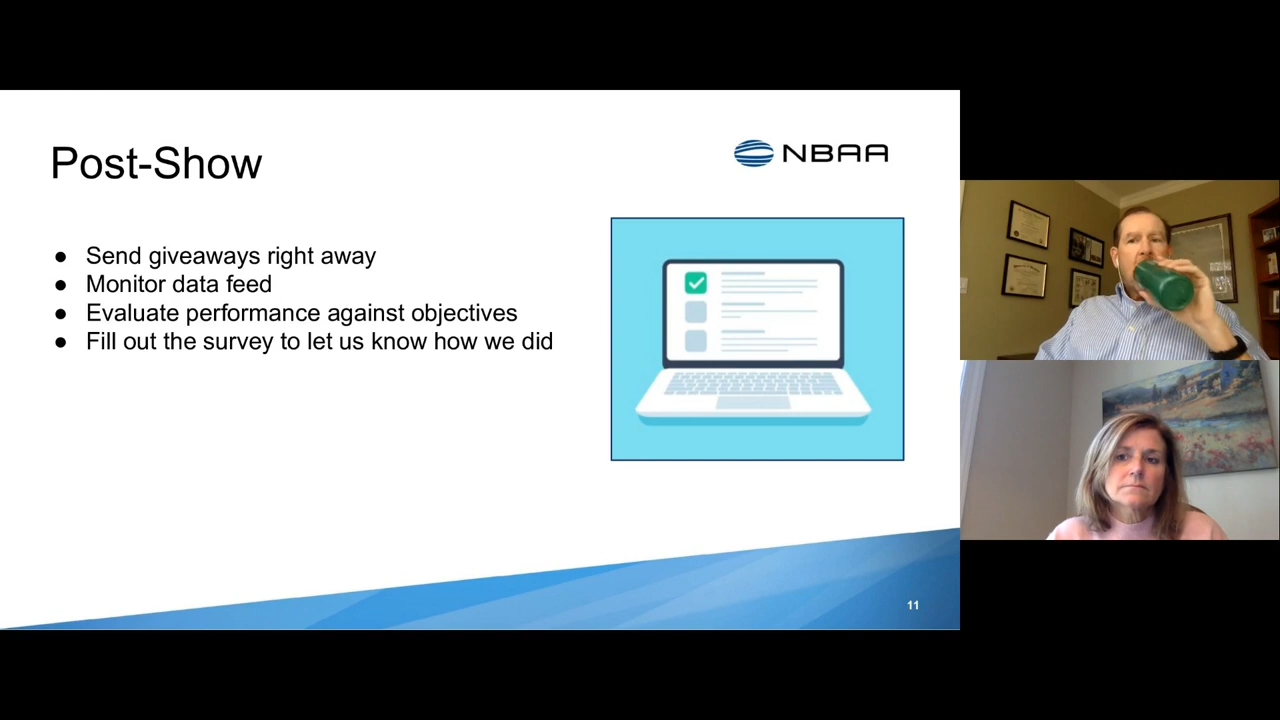 Post-Show
NBAA
● Send giveaways right away
● Monitor data feed
● Evaluate performance against objectives
● Fill out the survey to let us know how we did
11